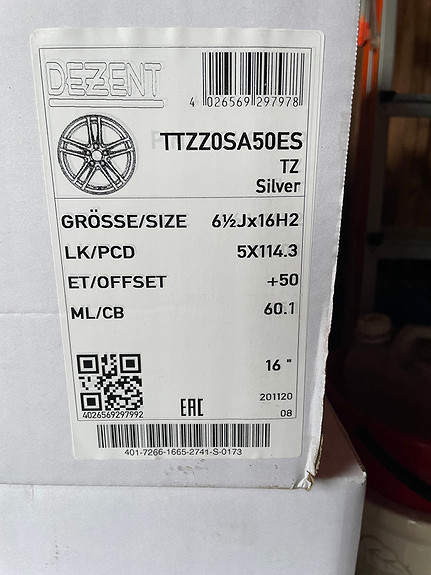 DEZENT
4 026569 297978
TTZZ0SA50ES
TZ
Silver
GRÖSSE/SIZE 6½Jx16H2
LK/PCD 5X114.3
ET/OFFSET +50
ML/CB 60.1
16 "
201120
08
4026569297992
EAC
401-7266-1665-2741-S-0173